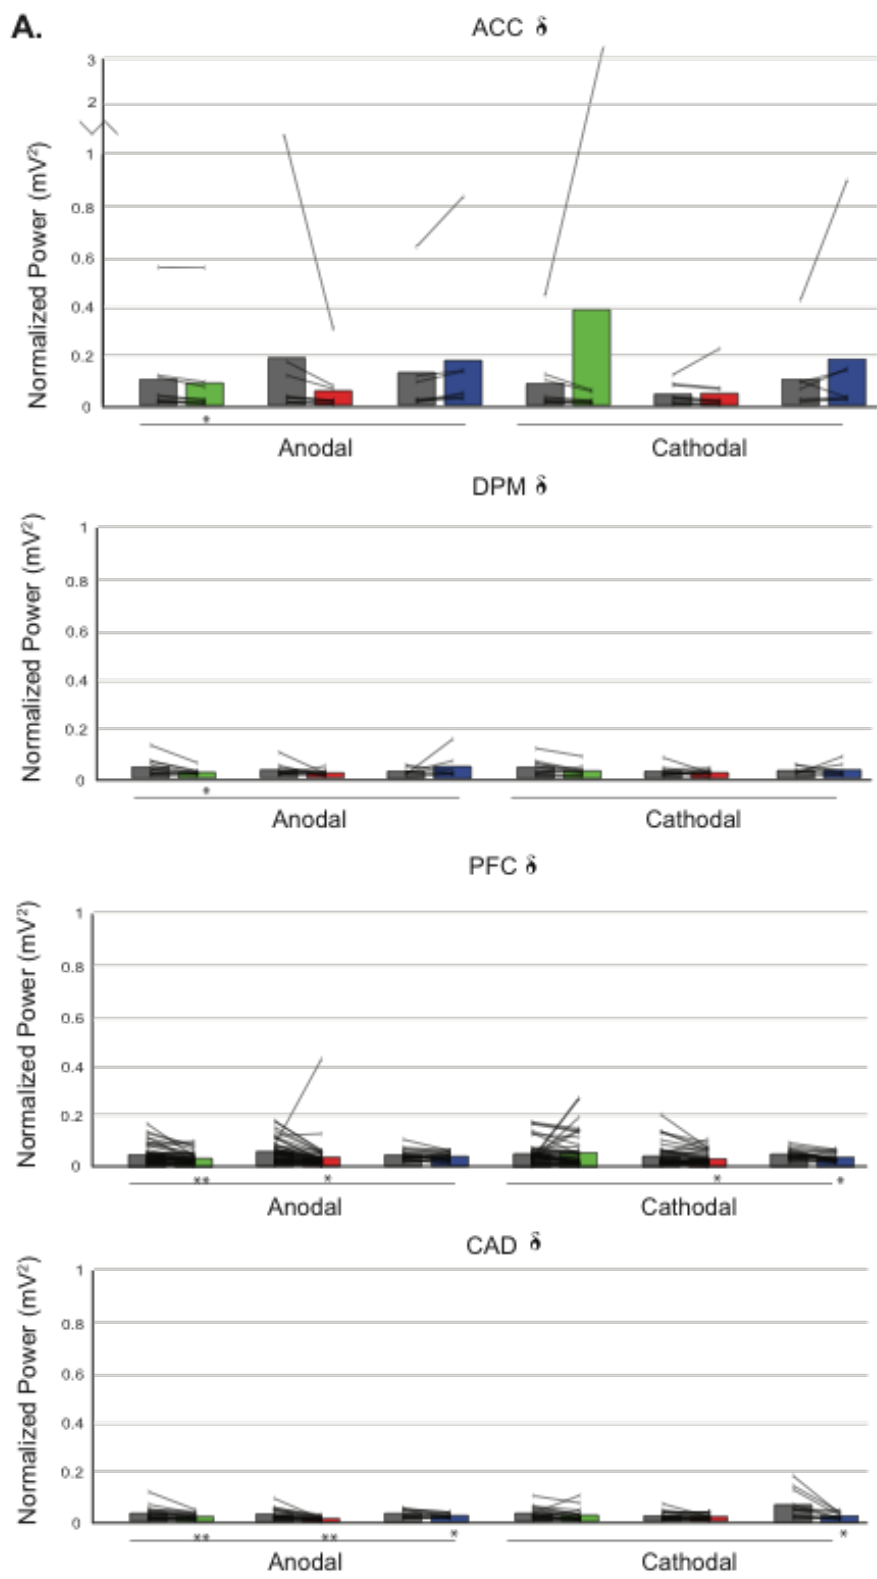 A.
ACC δ
Normalized Power (mV²)
3
2
1
0.8
0.6
0.4
0.2
0
*
Anodal
Cathodal
DPM δ
Normalized Power (mV²)
1
0.8
0.6
0.4
0.2
0
*
Anodal
Cathodal
PFC δ
Normalized Power (mV²)
1
0.8
0.6
0.4
0.2
0
** * * *
Anodal
Cathodal
CAD δ
Normalized Power (mV²)
1
0.8
0.6
0.4
0.2
0
** ** * *
Anodal
Cathodal